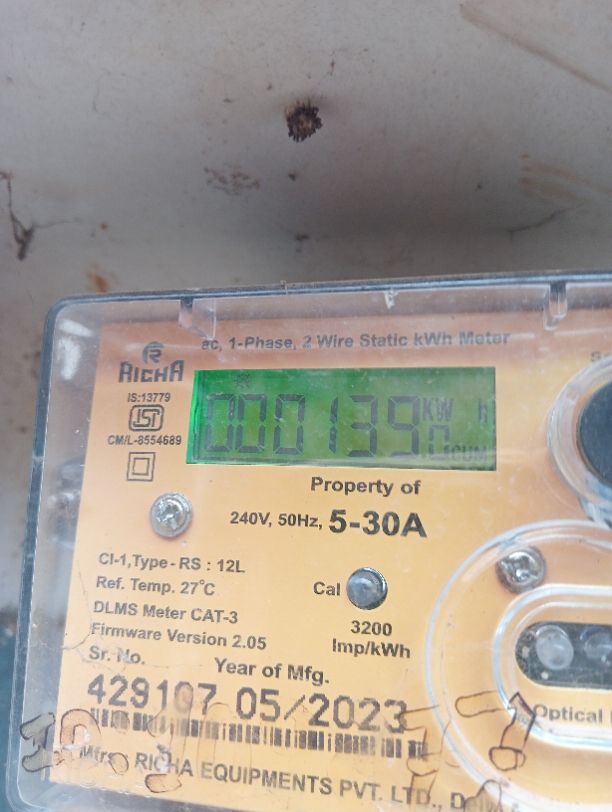 ac, 1-Phase, 2 Wire Static kWh Meter
RICHA
IS:13779
ISI
CM/L-8554689
000139.0 KW h
CUM
Property of
240V, 50Hz, 5-30A
Cl-1,Type - RS : 12L
Ref. Temp. 27°C
DLMS Meter CAT-3
Firmware Version 2.05
Cal
3200
Imp/kWh
Sr. No.
Year of Mfg.
429107 05/2023
Optical
Mfrs. RICHA EQUIPMENTS PVT. LTD.,